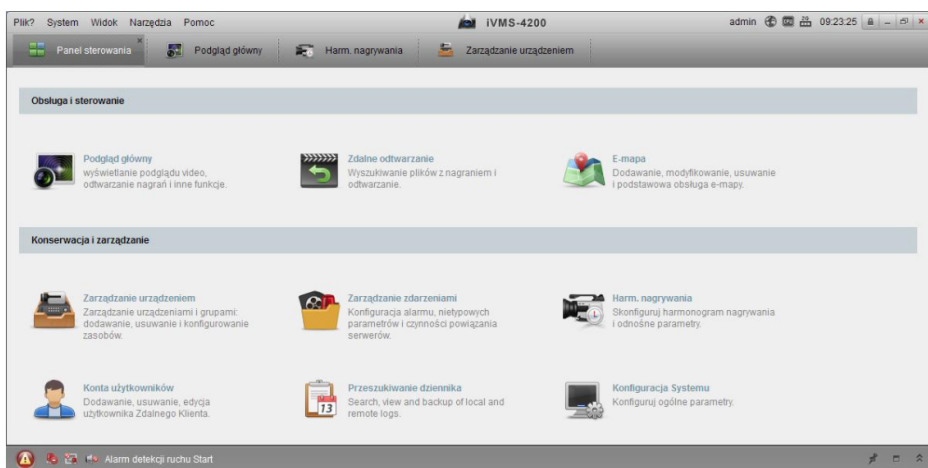 Plik? System Widok Narzędzia Pomoc iVMS-4200 admin 09:23:25
Panel sterowania Podgląd główny Harm. nagrywania Zarządzanie urządzeniem
Obsługa i sterowanie
Podgląd główny
wyświetlanie podglądu video,
odtwarzanie nagrań i inne funkcje.
Zdalne odtwarzanie
Wyszukiwanie plików z nagraniem i
odtwarzanie.
E-mapa
Dodawanie, modyfikowanie, usuwanie
i podstawowa obsługa e-mapy.
Konserwacja i zarządzanie
Zarządzanie urządzeniem
Zarządzanie urządzeniami i grupami:
dodawanie, usuwanie i konfigurowanie
zasobów.
Zarządzanie zdarzeniami
Konfiguracja alarmu, nietypowych
parametrów i czynności powiązania
serwerów.
Harm. nagrywania
Skonfiguruj harmonogram nagrywania
i odnośne parametry.
Konta użytkowników
Dodawanie, usuwanie, edycja
użytkownika Zdalnego Klienta.
Przeszukiwanie dziennika
Search, view and backup of local and
remote logs.
13
Konfiguracja Systemu
Konfiguruj ogólne parametry.
Alarm detekcji ruchu Start